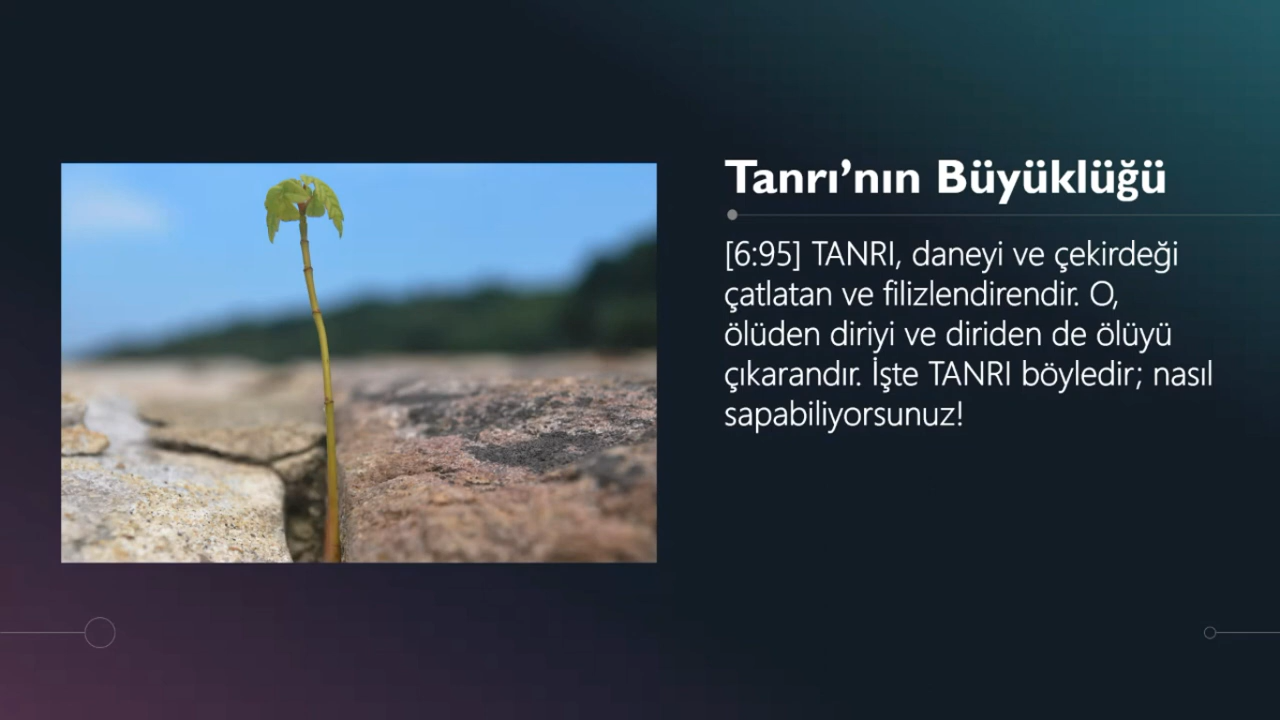 Tanrı’nın Büyüklüğü
[6:95] TANRI, daneyi ve çekirdeği
çatlatan ve filizlendirendir. O,
ölüden diriyi ve diriden de ölüyü
çıkarandır. İşte TANRI böyledir; nasıl
sapabiliyorsunuz!